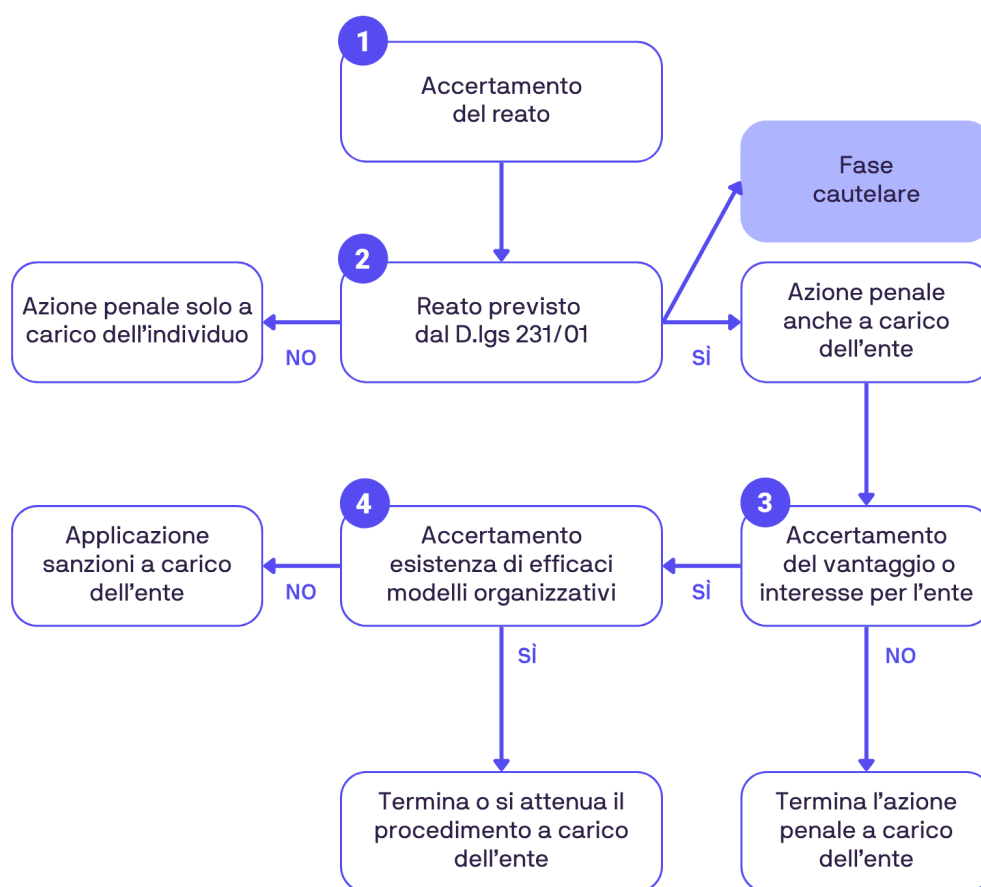 1
Accertamento
del reato
Fase
cautelare
2
Reato previsto
dal D.lgs 231/01
Azione penale solo a
carico dell'individuo
NO
SÌ
Azione penale
anche a carico
dell'ente
3
Accertamento
del vantaggio o
interesse per l'ente
SÌ
NO
4
Accertamento
esistenza di efficaci
modelli organizzativi
NO
SÌ
Applicazione
sanzioni a carico
dell'ente
Termina o si attenua il
procedimento a carico
dell'ente
Termina l'azione
penale a carico
dell'ente